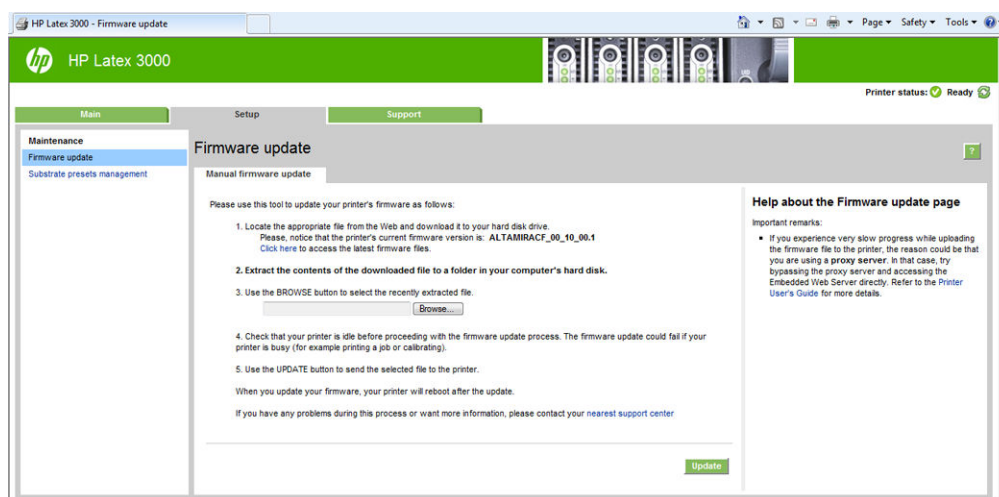 HP Latex 3000 - Firmware update
Page Safety Tools
hp HP Latex 3000
Printer status: Ready
Main Setup Support
Maintenance
Firmware update
Substrate presets management
Firmware update
?
Manual firmware update
Please use this tool to update your printer's firmware as follows:
1. Locate the appropriate file from the Web and download it to your hard disk drive.
Please, notice that the printer's current firmware version is: ALTAMIRACF_00_10_00.1
Click here to access the latest firmware files.
2. Extract the contents of the downloaded file to a folder in your computer's hard disk.
3. Use the BROWSE button to select the recently extracted file.
Browse...
4. Check that your printer is idle before proceeding with the firmware update process. The firmware update could fail if your
printer is busy (for example printing a job or calibrating).
5. Use the UPDATE button to send the selected file to the printer.
When you update your firmware, your printer will reboot after the update.
If you have any problems during this process or want more information, please contact your nearest support center
Update
Help about the Firmware update page
Important remarks:
If you experience very slow progress while uploading
the firmware file to the printer, the reason could be that
you are using a proxy server. In that case, try
bypassing the proxy server and accessing the
Embedded Web Server directly. Refer to the Printer
User's Guide for more details.